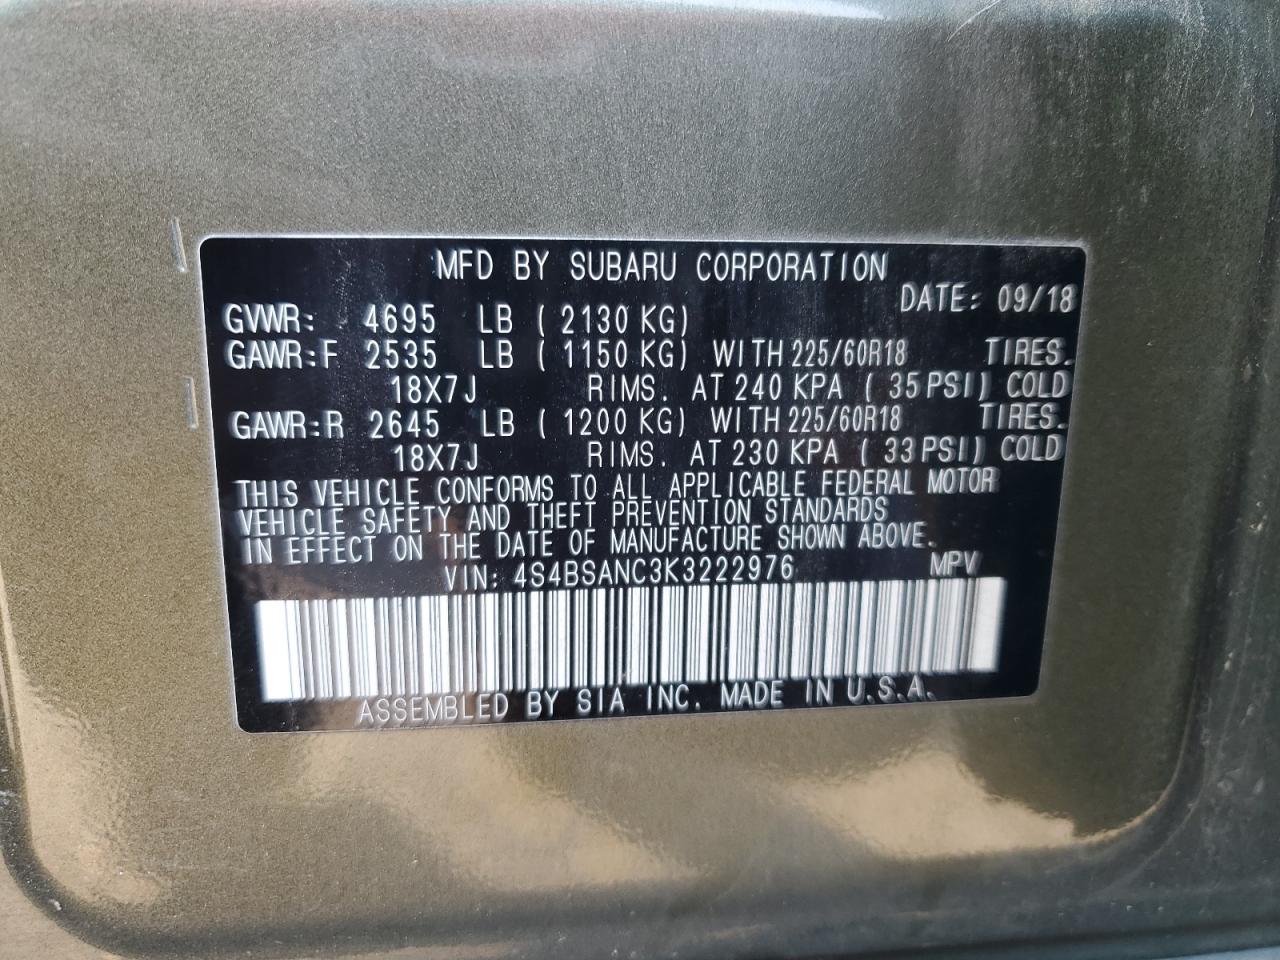 MFD BY SUBARU CORPORATION
DATE: 09/18
GVWR: 4695 LB ( 2130 KG)
GAWR:F 2535 LB ( 1150 KG) WITH 225/60R18 TIRES.
18X7J RIMS. AT 240 KPA ( 35 PSI) COLD
GAWR:R 2645 LB ( 1200 KG) WITH 225/60R18 TIRES.
18X7J RIMS. AT 230 KPA ( 33 PSI) COLD
THIS VEHICLE CONFORMS TO ALL APPLICABLE FEDERAL MOTOR
VEHICLE SAFETY AND THEFT PREVENTION STANDARDS
IN EFFECT ON THE DATE OF MANUFACTURE SHOWN ABOVE.
VIN: 4S4BSANC3K3222976 MPV
ASSEMBLED BY SIA INC. MADE IN U.S.A.